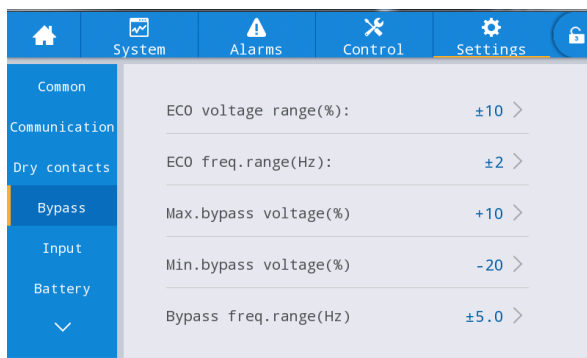 System Alarms Control Settings 3
Common
Communication
Dry contacts
Bypass
Input
Battery
ECO voltage range(%): ±10
ECO freq.range(Hz): ±2
Max.bypass voltage(%) +10
Min.bypass voltage(%) -20
Bypass freq.range(Hz) ±5.0